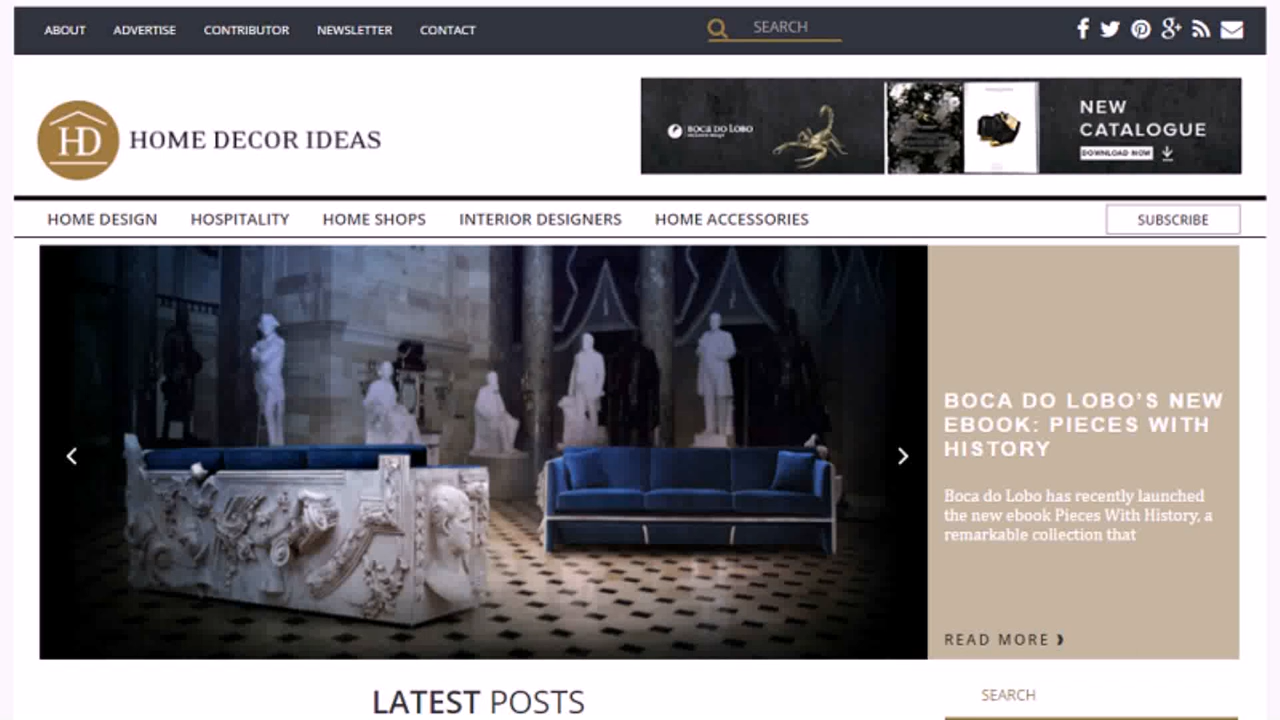 ABOUT ADVERTISE CONTRIBUTOR NEWSLETTER CONTACT SEARCH
HD HOME DECOR IDEAS
BOCA DO LOBO
NEW
CATALOGUE
DOWNLOAD NOW
HOME DESIGN HOSPITALITY HOME SHOPS INTERIOR DESIGNERS HOME ACCESSORIES SUBSCRIBE
BOCA DO LOBO'S NEW
EBOOK: PIECES WITH
HISTORY
Boca do Lobo has recently launched
the new ebook Pieces With History, a
remarkable collection that
READ MORE
LATEST POSTS
SEARCH